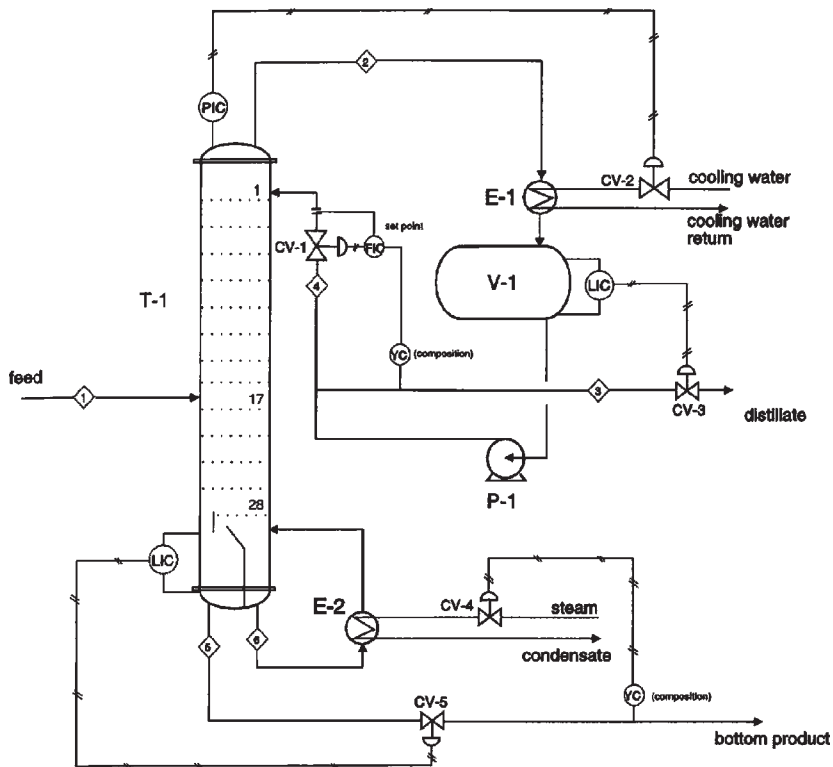 2
PIC
1
CV-2
cooling water
E-1
cooling water
return
set point
CV-1
FIC
4
V-1
LIC
T-1
YC
(composition)
feed
1
17
3
CV-3
distillate
P-1
28
LIC
E-2
CV-4
steam
condensate
5
6
CV-5
YC
(composition)
bottom product